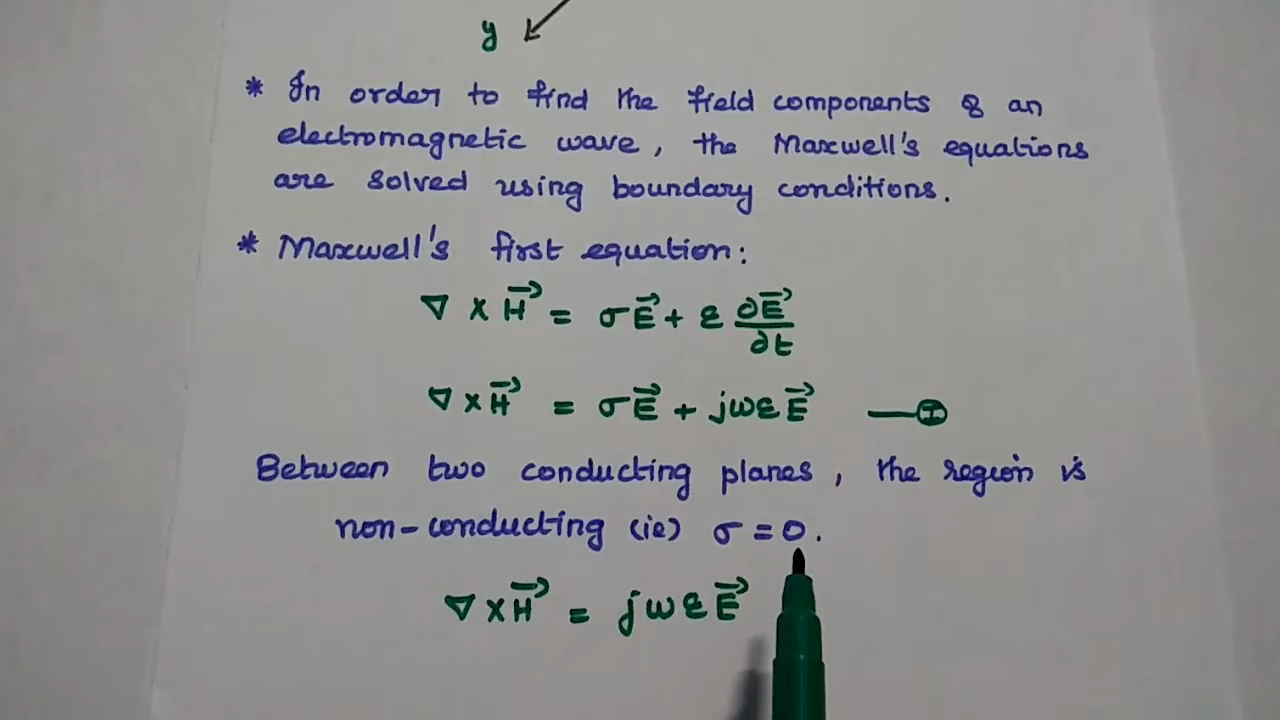 y
* In order to find the field components of an
electromagnetic wave, the Maxwell's equations
are solved using boundary conditions.
* Maxwell's first equation:
∇ × H⃗ = σE⃗ + ε ∂E⃗/∂t
∇ × H⃗ = σE⃗ + jωεE⃗ —Ⓘ
Between two conducting planes, the region is
non-conducting (ie) σ = 0.
∇ × H⃗ = jωεE⃗